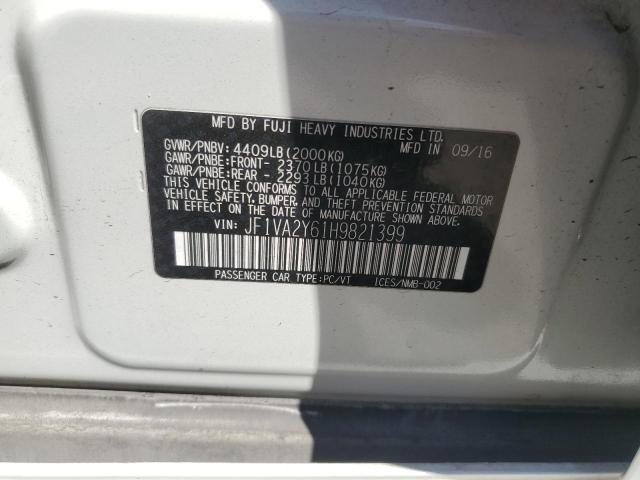 MFD BY FUJI HEAVY INDUSTRIES LTD.
GVWR/PNBV: 4409LB(2000KG) MFD IN 09/16
GAWR/PNBE:FRONT- 2370LB(1075KG)
GAWR/PNBE:REAR - 2293LB(1040KG)
THIS VEHICLE CONFORMS TO ALL APPLICABLE FEDERAL MOTOR
VEHICLE SAFETY, BUMPER, AND THEFT PREVENTION STANDARDS
IN EFFECT ON THE DATE OF MANUFACTURE SHOWN ABOVE.
VIN: JF1VA2Y61H9821399
PASSENGER CAR TYPE:PC/VT ICES/NMB-002